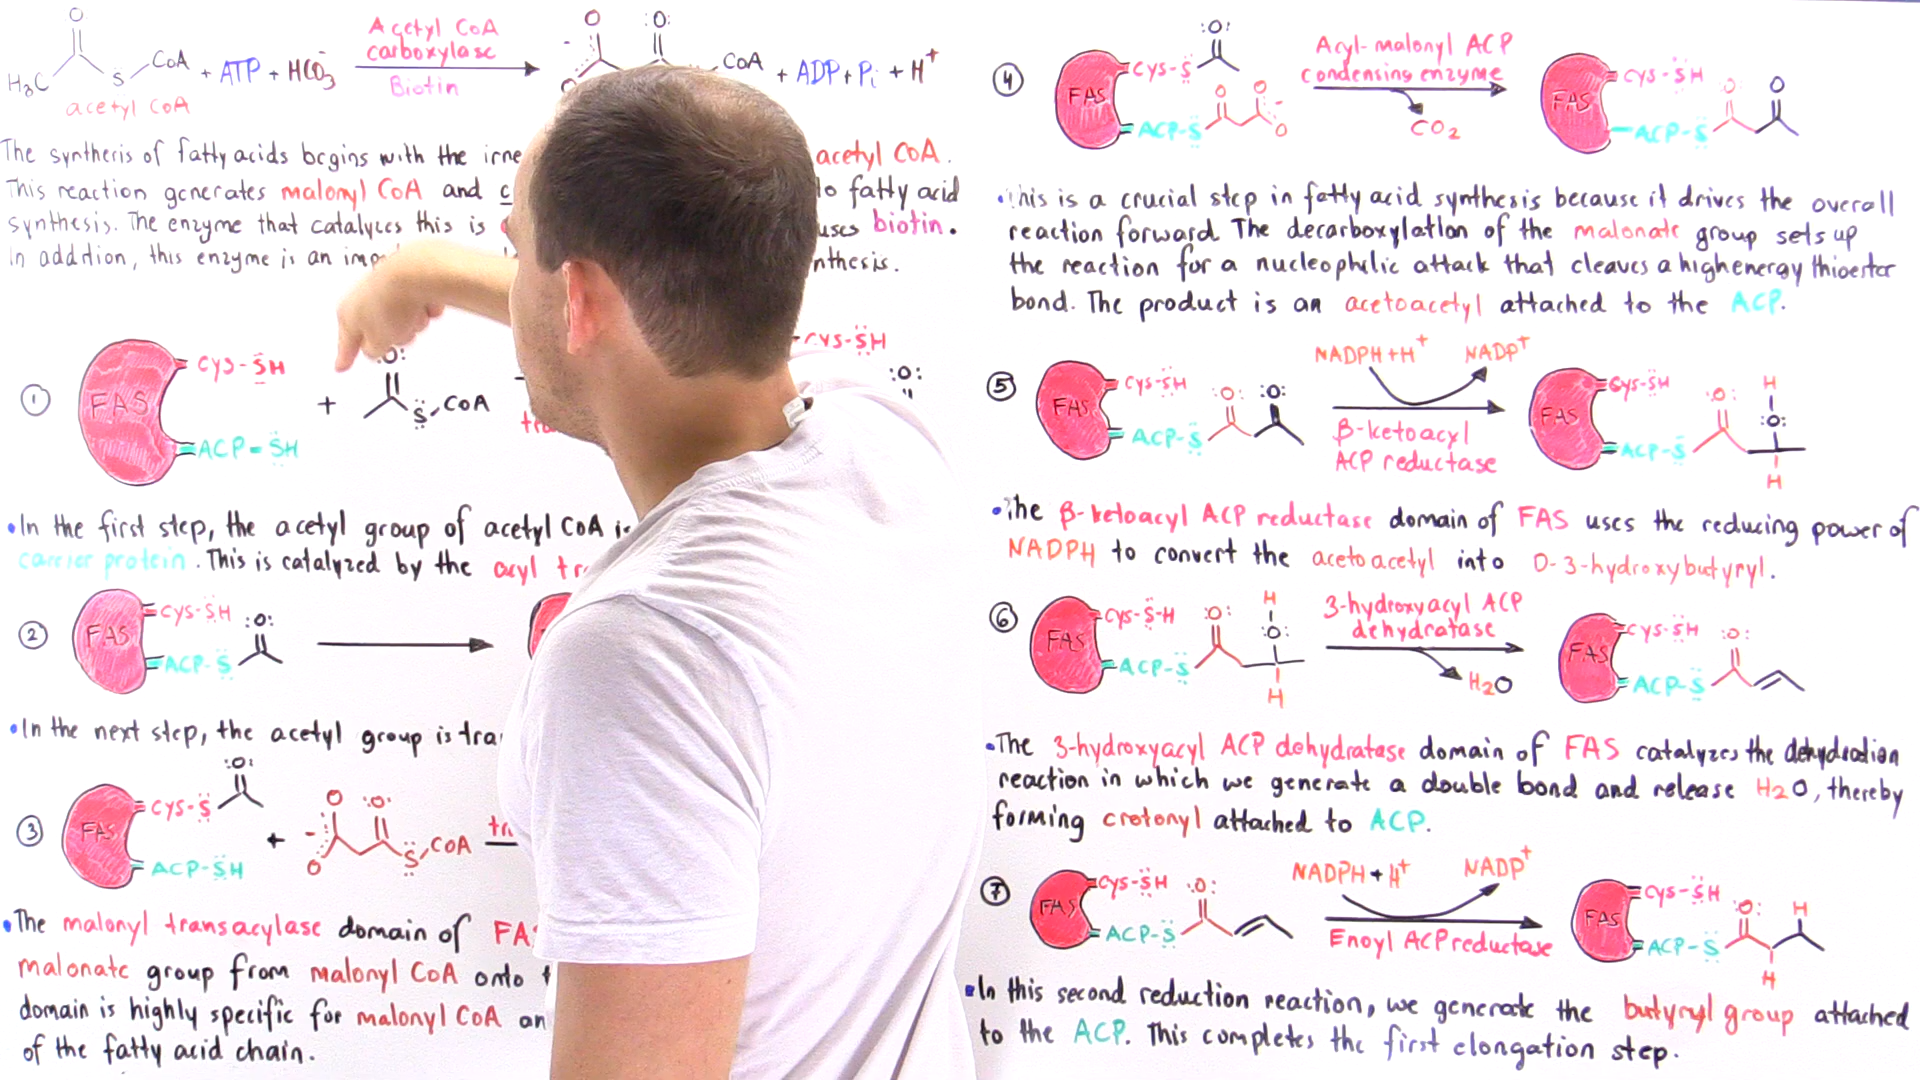 O :O:
H₃C S CoA + ATP + HCO₃⁻ Acetyl CoA carboxylase Biotin CoA + ADP + Pi + H⁺
acetyl CoA
The synthesis of fatty acids begins with the irre acetyl CoA.
This reaction generates malonyl CoA and c to fatty acid
synthesis. The enzyme that catalyzes this is uses biotin.
In addition, this enzyme is an imp nthesis.
① FAS Cys-SH ACP-SH + :O: S CoA tra Cys-SH :O:
• In the first step, the acetyl group of acetyl CoA is
carrier protein. This is catalyzed by the acyl tr
② FAS Cys-SH ACP-S :O:
• In the next step, the acetyl group is tra
③ FAS Cys-S :O: ACP-SH + O O :O: S CoA tr
• The malonyl transacylase domain of FAS
malonate group from malonyl CoA onto t
domain is highly specific for malonyl CoA an
of the fatty acid chain.
④ FAS Cys-S :O: ACP-S O O O Acyl-malonyl ACP condensing enzyme CO₂ FAS Cys-SH ACP-S O O
• This is a crucial step in fatty acid synthesis because it drives the overall
reaction forward. The decarboxylation of the malonate group sets up
the reaction for a nucleophilic attack that cleaves a high energy thioester
bond. The product is an acetoacetyl attached to the ACP.
⑤ FAS Cys-SH ACP-S :O: :O: NADPH + H⁺ NADP⁺ β-ketoacyl ACP reductase FAS Cys-SH ACP-S :O: H :O: H
• The β-ketoacyl ACP reductase domain of FAS uses the reducing power of
NADPH to convert the acetoacetyl into D-3-hydroxybutyryl.
⑥ FAS Cys-S-H ACP-S :O: H :O: H 3-hydroxyacyl ACP dehydratase H₂O FAS Cys-SH ACP-S :O:
• The 3-hydroxyacyl ACP dehydratase domain of FAS catalyzes the dehydration
reaction in which we generate a double bond and release H₂O, thereby
forming crotonyl attached to ACP.
⑦ FAS Cys-SH ACP-S :O: NADPH + H⁺ NADP⁺ Enoyl ACP reductase FAS Cys-SH ACP-S :O: H H
• In this second reduction reaction, we generate the butyryl group attached
to the ACP. This completes the first elongation step.